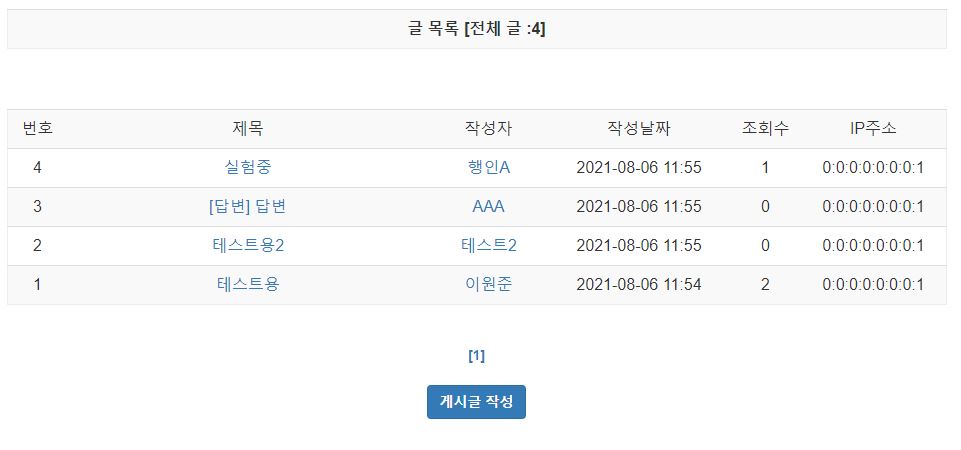 글 목록 [전체 글 :4]
번호 제목 작성자 작성날짜 조회수 IP주소
4 실험중 행인A 2021-08-06 11:55 1 0:0:0:0:0:0:0:1
3 [답변] 답변 AAA 2021-08-06 11:55 0 0:0:0:0:0:0:0:1
2 테스트용2 테스트2 2021-08-06 11:55 0 0:0:0:0:0:0:0:1
1 테스트용 이원준 2021-08-06 11:54 2 0:0:0:0:0:0:0:1
[1]
게시글 작성